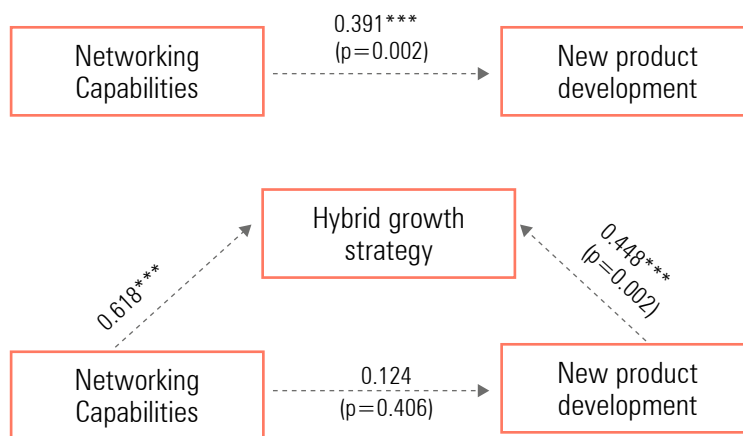 0.391***
(p=0.002)
Networking
Capabilities
New product
development
Hybrid growth
strategy
0.618***
0.448***
(p=0.002)
Networking
Capabilities
0.124
(p=0.406)
New product
development